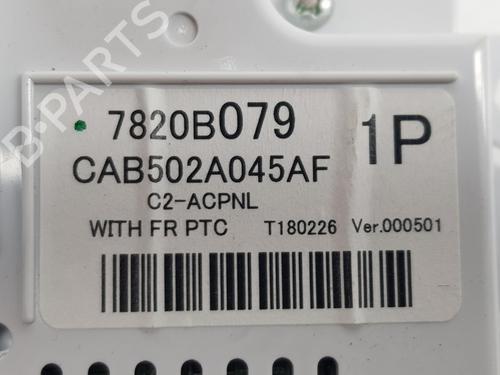 7820B079
1P
CAB502A045AF
C2-ACPNL
WITH FR PTC T180226 Ver.000501
B-PARTS